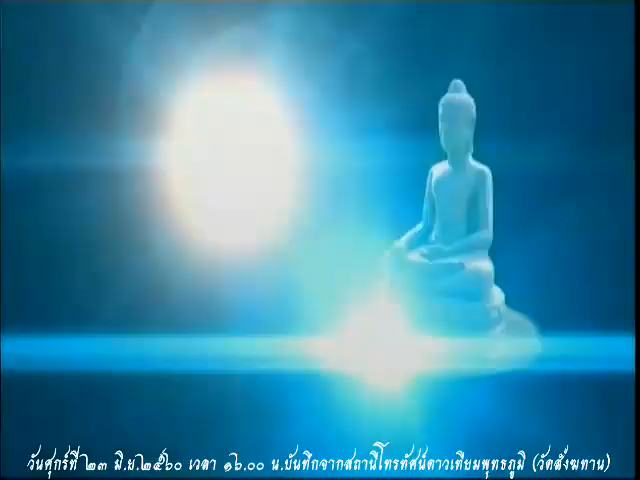 วันศุกร์ที่ ๒๓ มิ.ย.๒๕๖๐ เวลา ๑๖.๐๐ น.บันทึกจากสถานีโทรทัศน์ดาวเทียมพุทธภูมิ (วัดสังฆทาน)